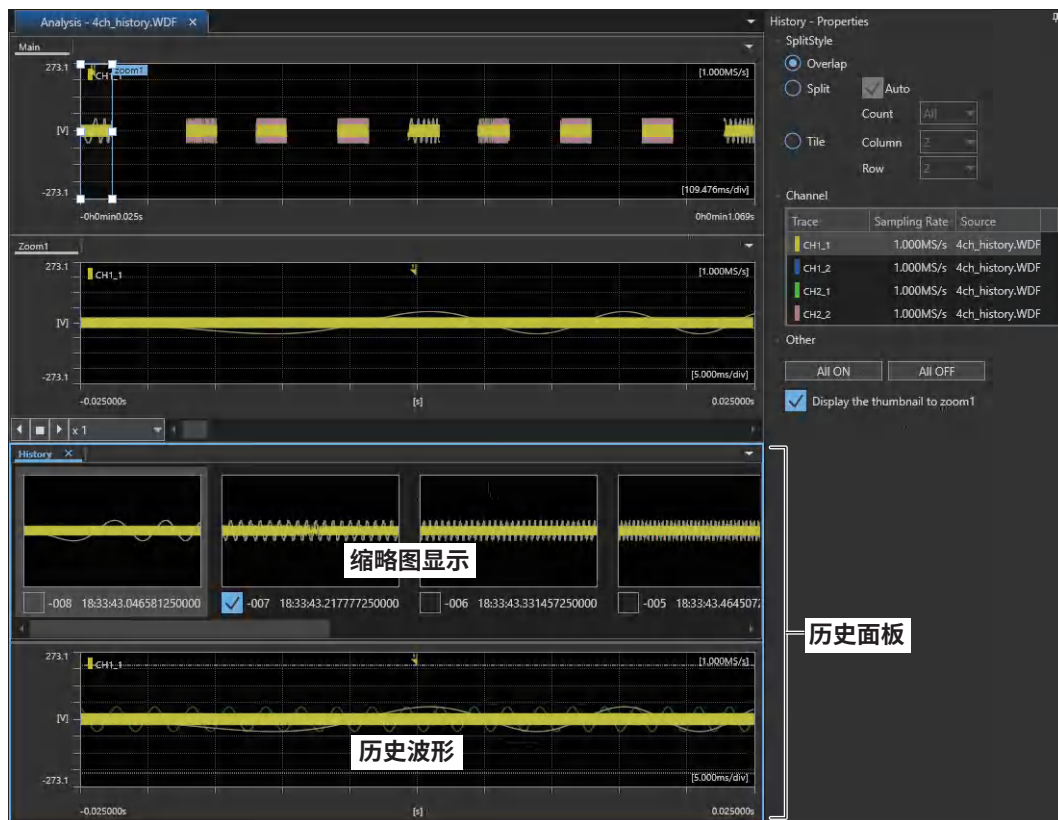 Analysis - 4ch_history.WDF ×
Main
273.1
CH1_1
zoom1
[1.000MS/s]
[V]
-273.1
[109.476ms/div]
-0h0min0.025s
0h0min1.069s
Zoom1
273.1
CH1_1
[1.000MS/s]
[V]
-273.1
[5.000ms/div]
-0.025000s
[s]
0.025000s
x 1
History ×
缩略图显示
-008 18:33:43.046581250000
-007 18:33:43.217777250000
-006 18:33:43.331457250000
-005 18:33:43.4645072
273.1
CH1_1
[1.000MS/s]
[V]
历史波形
-273.1
[5.000ms/div]
-0.025000s
[s]
0.025000s
History - Properties
SplitStyle
Overlap
Split
Auto
Count All
Tile
Column 2
Row 2
Channel
Trace Sampling Rate Source
CH1_1 1.000MS/s 4ch_history.WDF
CH1_2 1.000MS/s 4ch_history.WDF
CH2_1 1.000MS/s 4ch_history.WDF
CH2_2 1.000MS/s 4ch_history.WDF
Other
All ON All OFF
Display the thumbnail to zoom1
历史面板